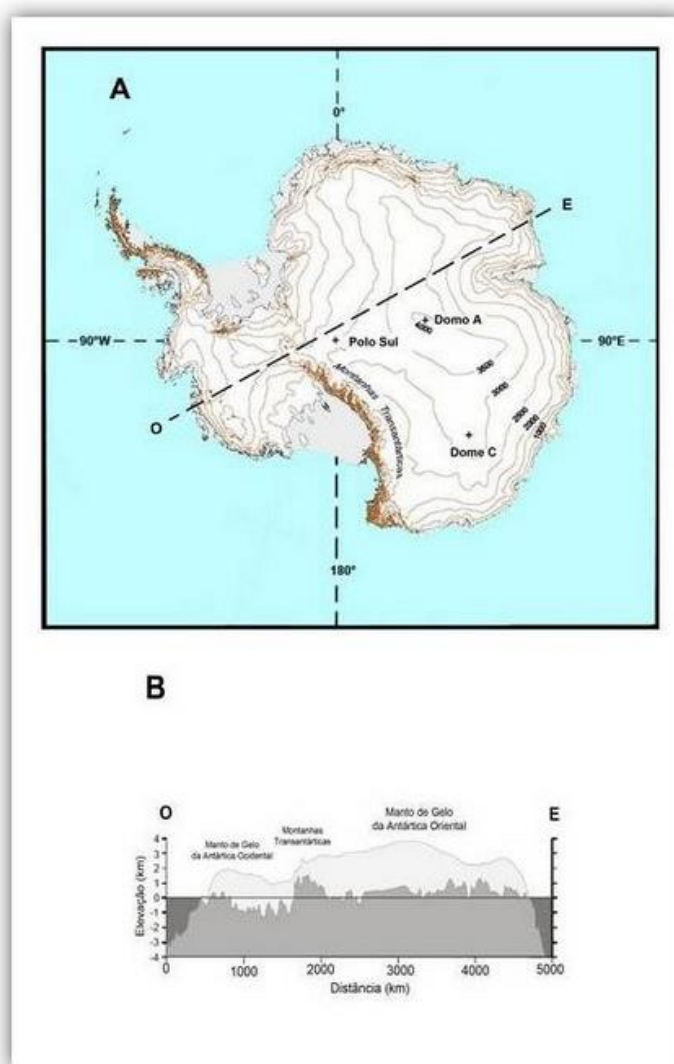 A
0°
E
Domo A
4000
90°W
Polo Sul
90°E
Montanhas Transantárticas
3500
3000
2500
2000
1000
O
Dome C
180°
B
O
E
Manto de Gelo
da Antártica Oriental
Montanhas
Transantárticas
Manto de Gelo
da Antártica Ocidental
4
3
2
1
0
-1
-2
-3
-4
Elevação (km)
0
1000
2000
3000
4000
5000
Distância (km)